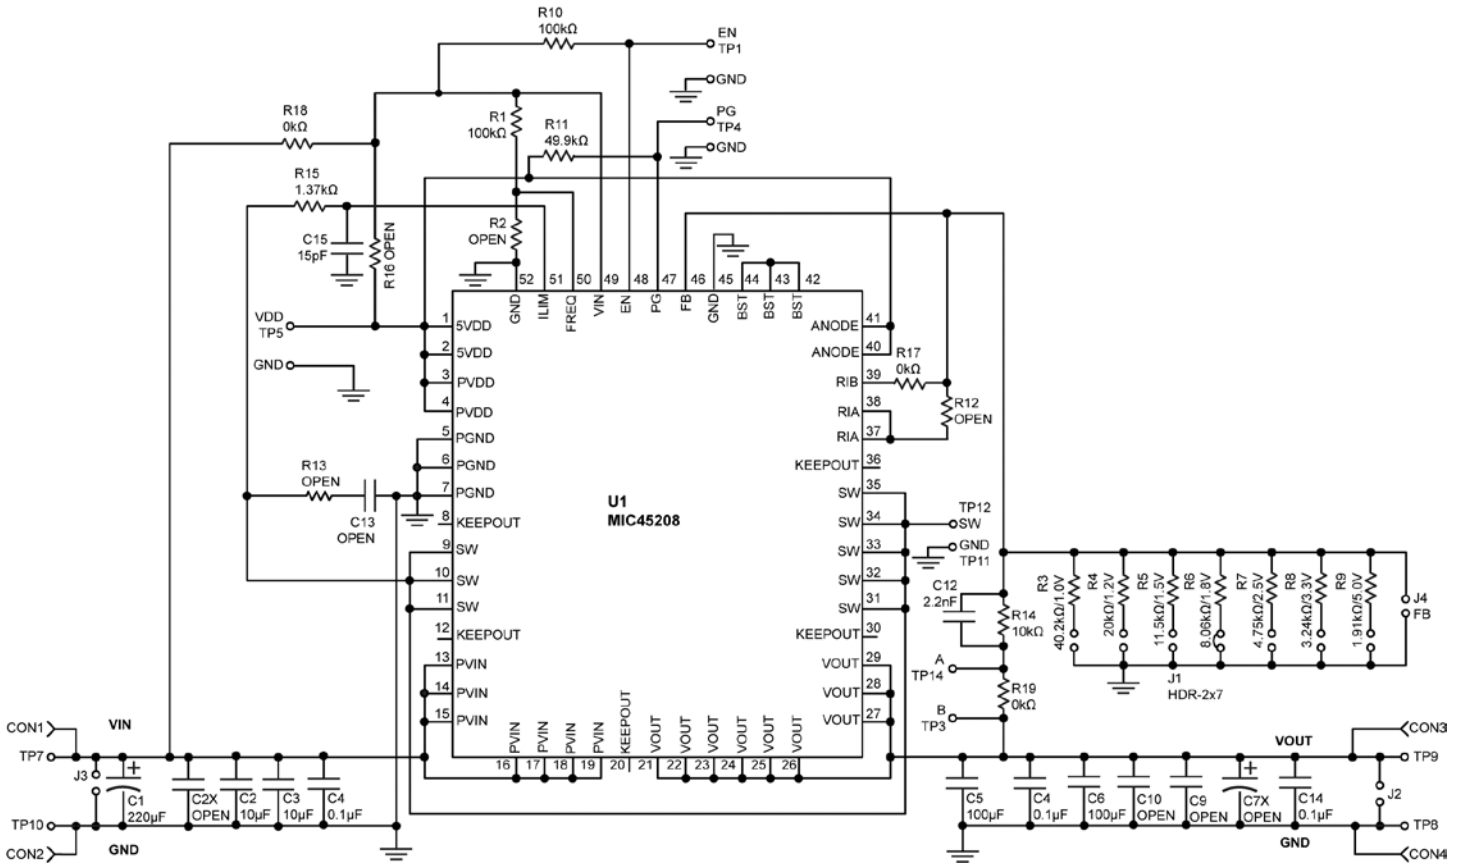 R10
100kΩ
EN
TP1
GND
R18
0kΩ
R1
100kΩ
R11
49.9kΩ
PG
TP4
GND
R15
1.37kΩ
C15
15pF
R16 OPEN
R2
OPEN
52
51
50
49
48
47
46
45
44
43
42
GND
ILIM
FREQ
VIN
EN
PG
FB
GND
BST
BST
BST
VDD
TP5
GND
1
5VDD
2
5VDD
3
PVDD
4
PVDD
5
PGND
6
PGND
7
PGND
8
KEEPOUT
9
SW
10
SW
11
SW
12
KEEPOUT
13
PVIN
14
PVIN
15
PVIN
R13
OPEN
C13
OPEN
U1
MIC45208
ANODE
41
ANODE
40
RIB
39
RIA
38
RIA
37
KEEPOUT
36
SW
35
SW
34
SW
33
SW
32
SW
31
KEEPOUT
30
VOUT
29
VOUT
28
VOUT
27
R17
0kΩ
R12
OPEN
TP12
SW
GND
TP11
C12
2.2nF
R14
10kΩ
A
TP14
R19
0kΩ
B
TP3
R3
40.2kΩ/1.0V
R4
20kΩ/1.2V
R5
11.5kΩ/1.5V
R6
8.06kΩ/1.8V
R7
4.75kΩ/2.5V
R8
3.24kΩ/3.3V
R9
1.91kΩ/5.0V
J4
FB
J1
HDR-2x7
PVIN
PVIN
PVIN
PVIN
KEEPOUT
VOUT
VOUT
VOUT
VOUT
VOUT
VOUT
16
17
18
19
20
21
22
23
24
25
26
CON1
VIN
TP7
J3
C1
220µF
C2X
OPEN
C2
10µF
C3
10µF
C4
0.1µF
TP10
CON2
GND
VOUT
CON3
TP9
C5
100µF
C4
0.1µF
C6
100µF
C10
OPEN
C9
OPEN
C7X
OPEN
C14
0.1µF
J2
TP8
GND
CON4